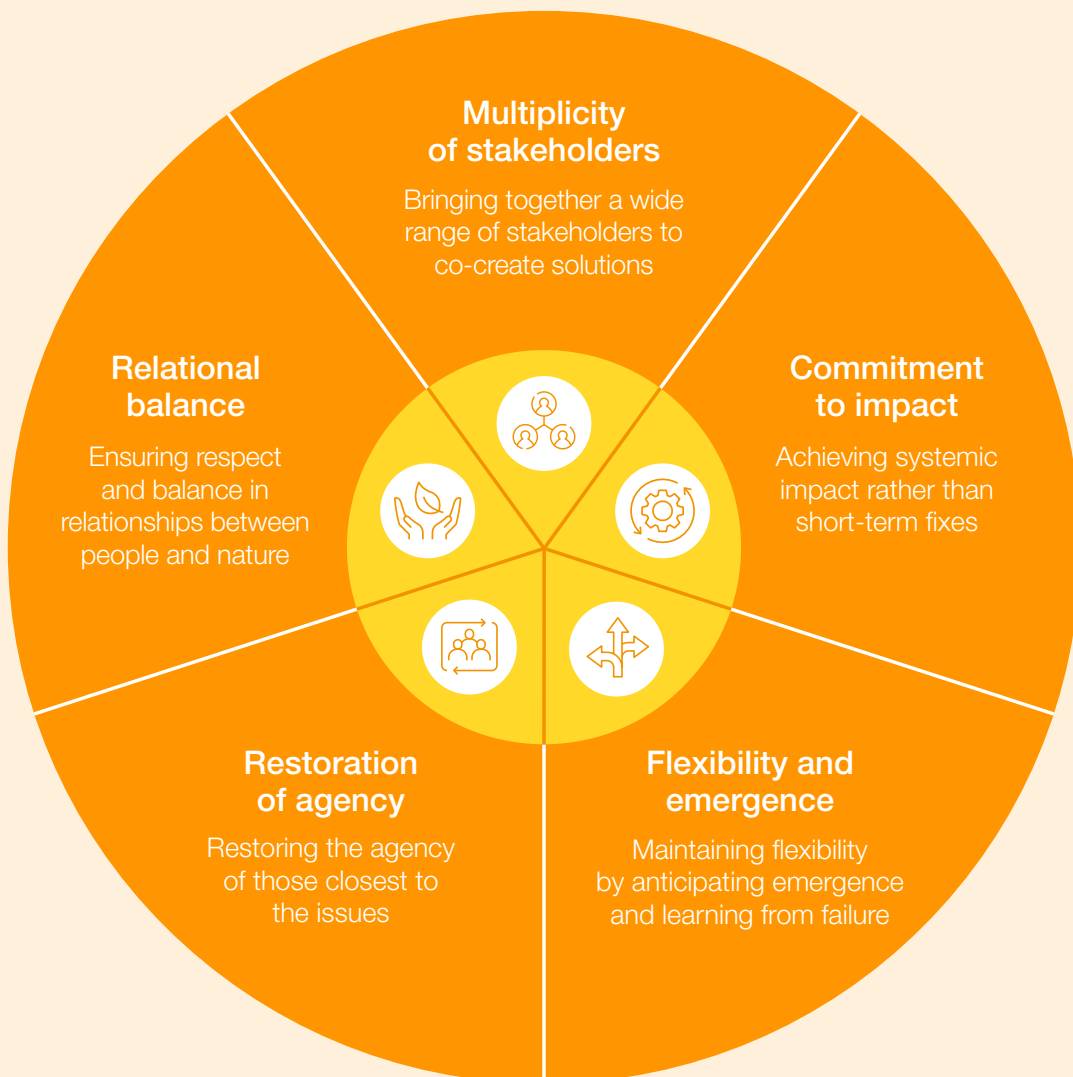 Multiplicity
of stakeholders
Bringing together a wide
range of stakeholders to
co-create solutions
Commitment
to impact
Achieving systemic
impact rather than
short-term fixes
Flexibility and
emergence
Maintaining flexibility
by anticipating emergence
and learning from failure
Restoration
of agency
Restoring the agency
of those closest to
the issues
Relational
balance
Ensuring respect
and balance in
relationships between
people and nature